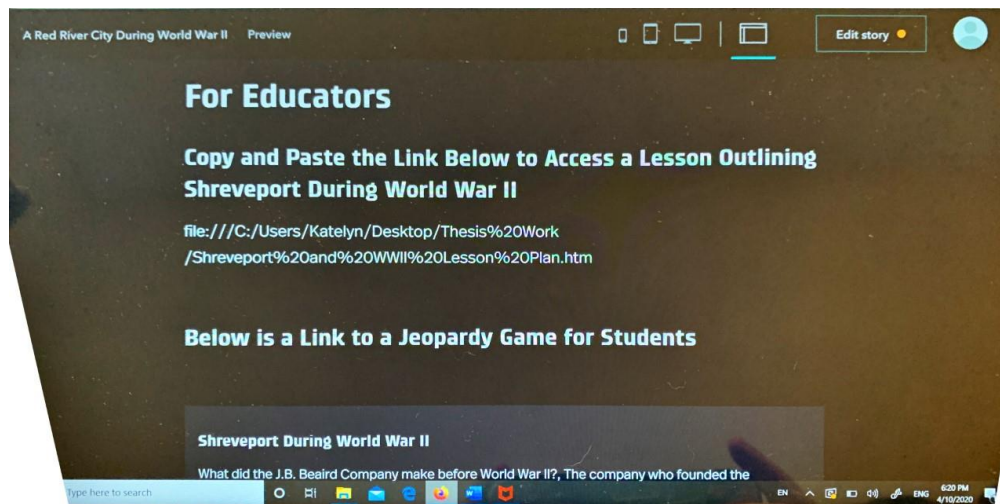 A Red River City During World War II Preview Edit story
For Educators
Copy and Paste the Link Below to Access a Lesson Outlining
Shreveport During World War II
file:///C:/Users/Katelyn/Desktop/Thesis%20Work
/Shreveport%20and%20WWII%20Lesson%20Plan.htm
Below is a Link to a Jeopardy Game for Students
Shreveport During World War II
What did the J.B. Beaird Company make before World War II?, The company who founded the
Type here to search EN ENG 6:20 PM
4/10/2020